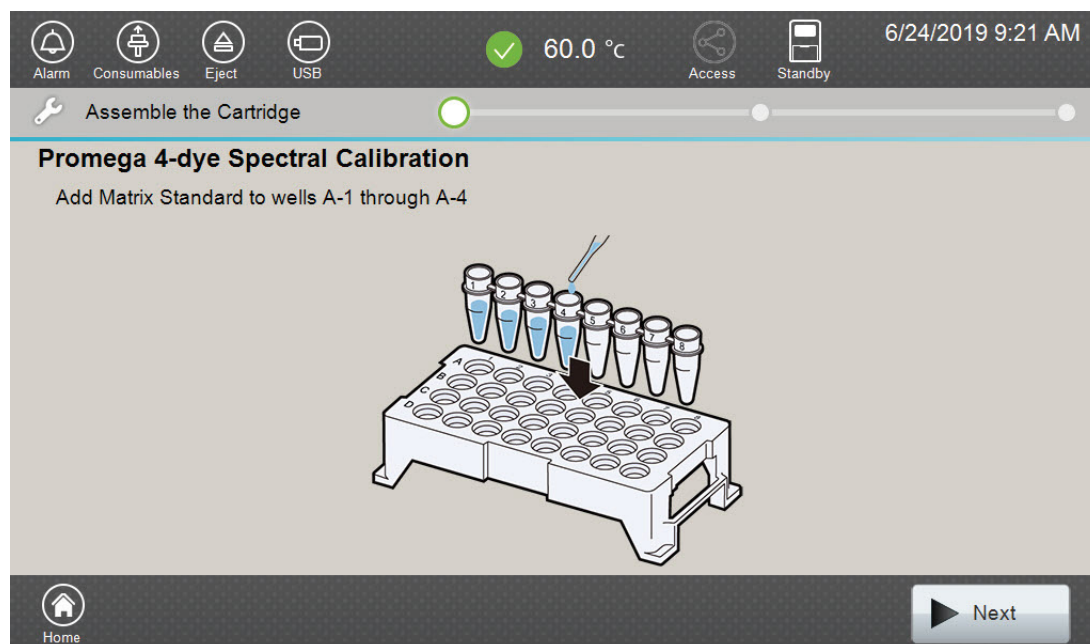 6/24/2019 9:21 AM
60.0 °c
Alarm
Consumables
Eject
USB
Access
Standby
Assemble the Cartridge
Promega 4-dye Spectral Calibration
Add Matrix Standard to wells A-1 through A-4
1 2 3 4 5 6 7 8
A
B
C
D
Home
Next